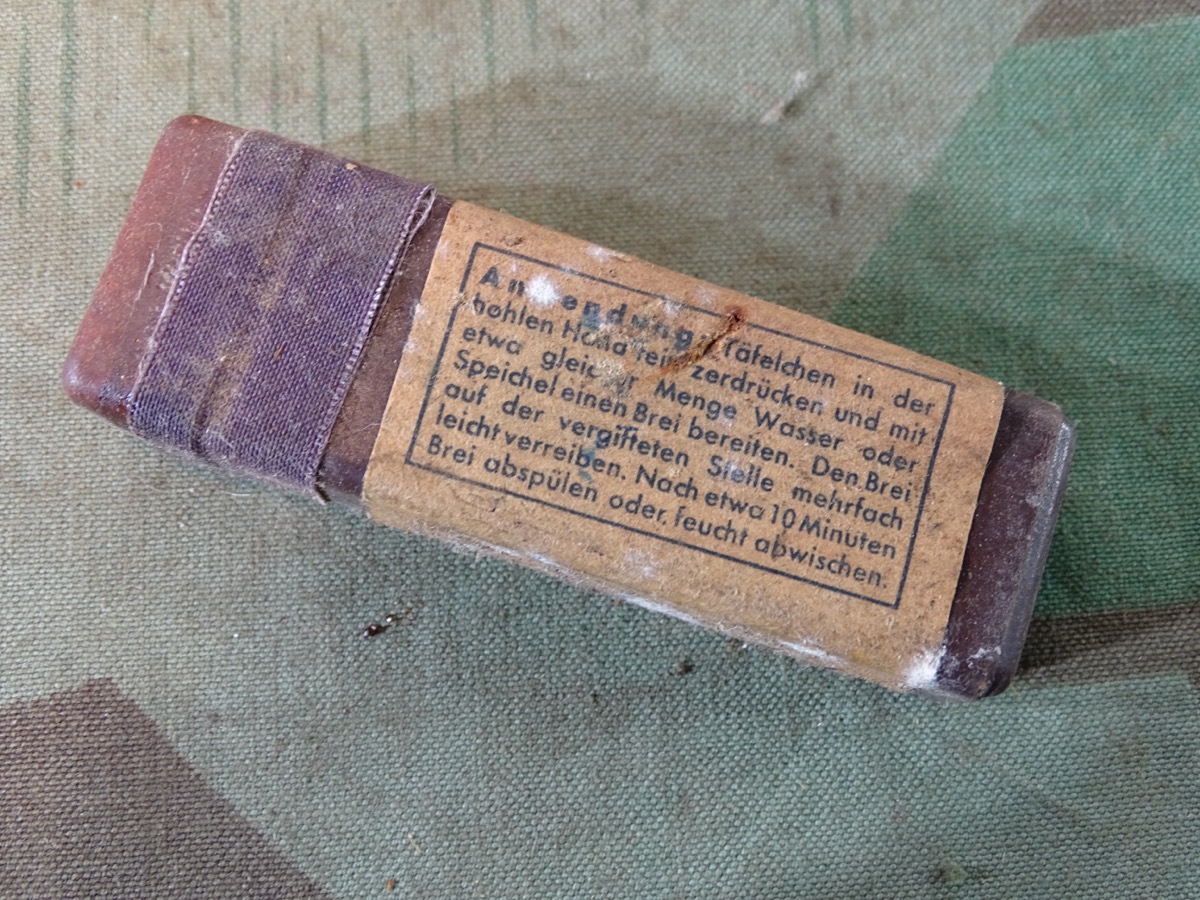 Anwendung: Täfelchen in der
hohlen Hand fein zerdrücken und mit
etwa gleicher Menge Wasser oder
Speichel einen Brei bereiten. Den Brei
auf der vergifteten Stelle mehrfach
leicht verreiben. Nach etwa 10 Minuten
Brei abspülen oder feucht abwischen.